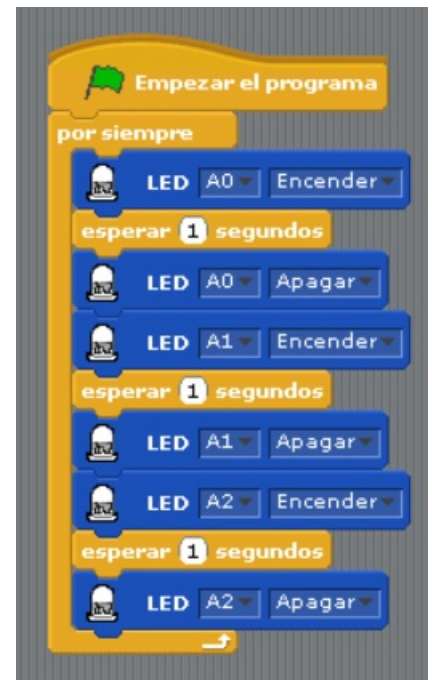 Empezar el programa
por siempre
LED A0 Encender
esperar 1 segundos
LED A0 Apagar
LED A1 Encender
esperar 1 segundos
LED A1 Apagar
LED A2 Encender
esperar 1 segundos
LED A2 Apagar